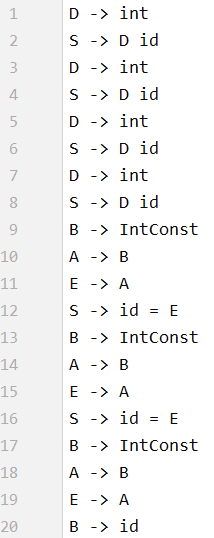 1 D -> int
2 S -> D id
3 D -> int
4 S -> D id
5 D -> int
6 S -> D id
7 D -> int
8 S -> D id
9 B -> IntConst
10 A -> B
11 E -> A
12 S -> id = E
13 B -> IntConst
14 A -> B
15 E -> A
16 S -> id = E
17 B -> IntConst
18 A -> B
19 E -> A
20 B -> id